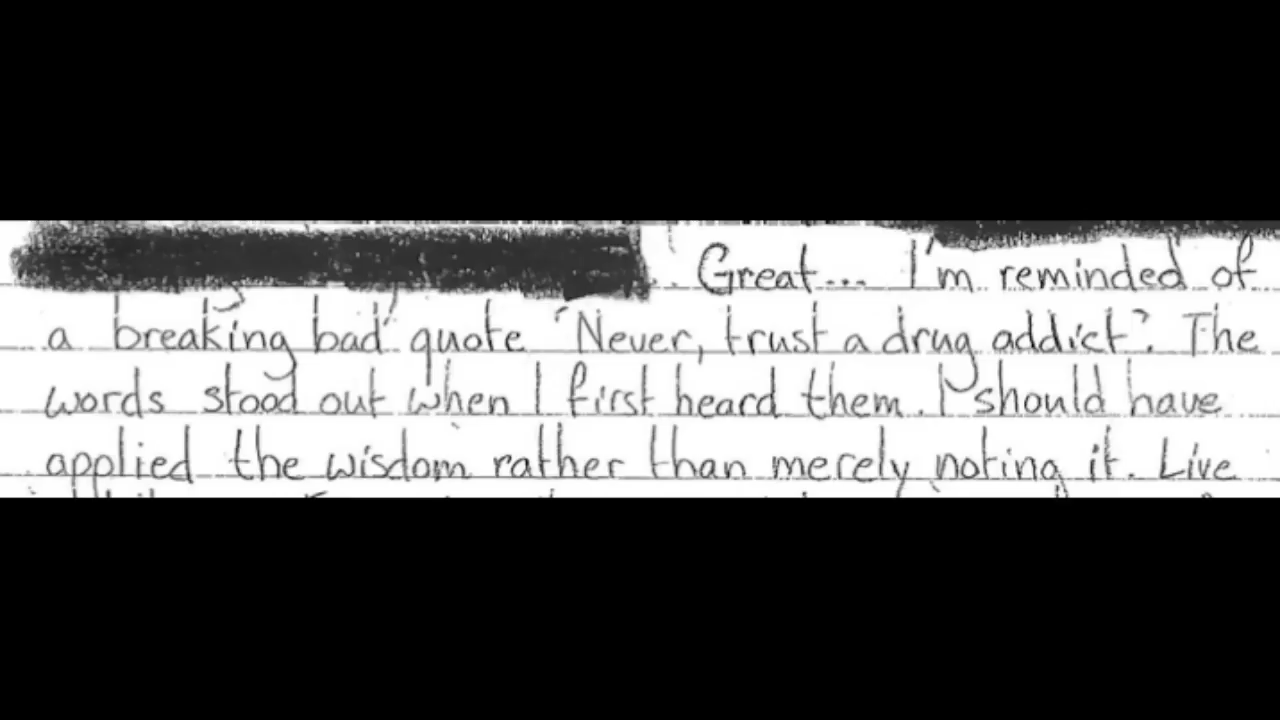 Great... I'm reminded of
a breaking bad' quote 'Never, trust a drug addict'. The
words stood out when I first heard them. I should have
applied the wisdom rather than merely noting it. Live